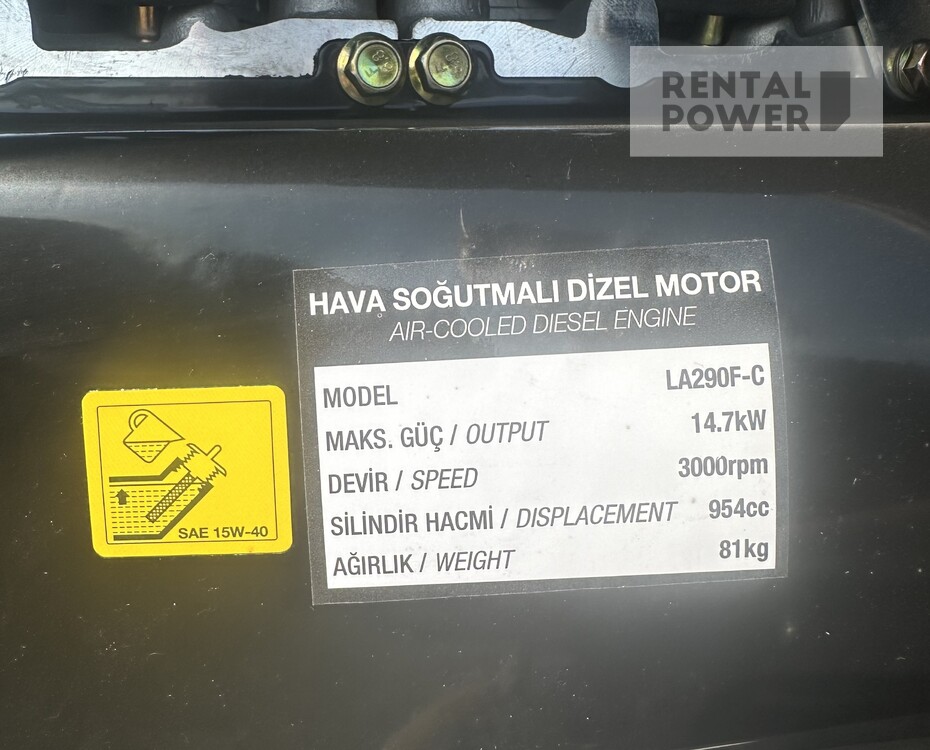 RENTAL
POWER
HAVA SOĞUTMALI DİZEL MOTOR
AIR-COOLED DIESEL ENGINE
MODEL LA290F-C
MAKS. GÜÇ / OUTPUT 14.7kW
DEVİR / SPEED 3000rpm
SİLİNDİR HACMİ / DISPLACEMENT 954cc
AĞIRLIK / WEIGHT 81kg
SAE 15W-40